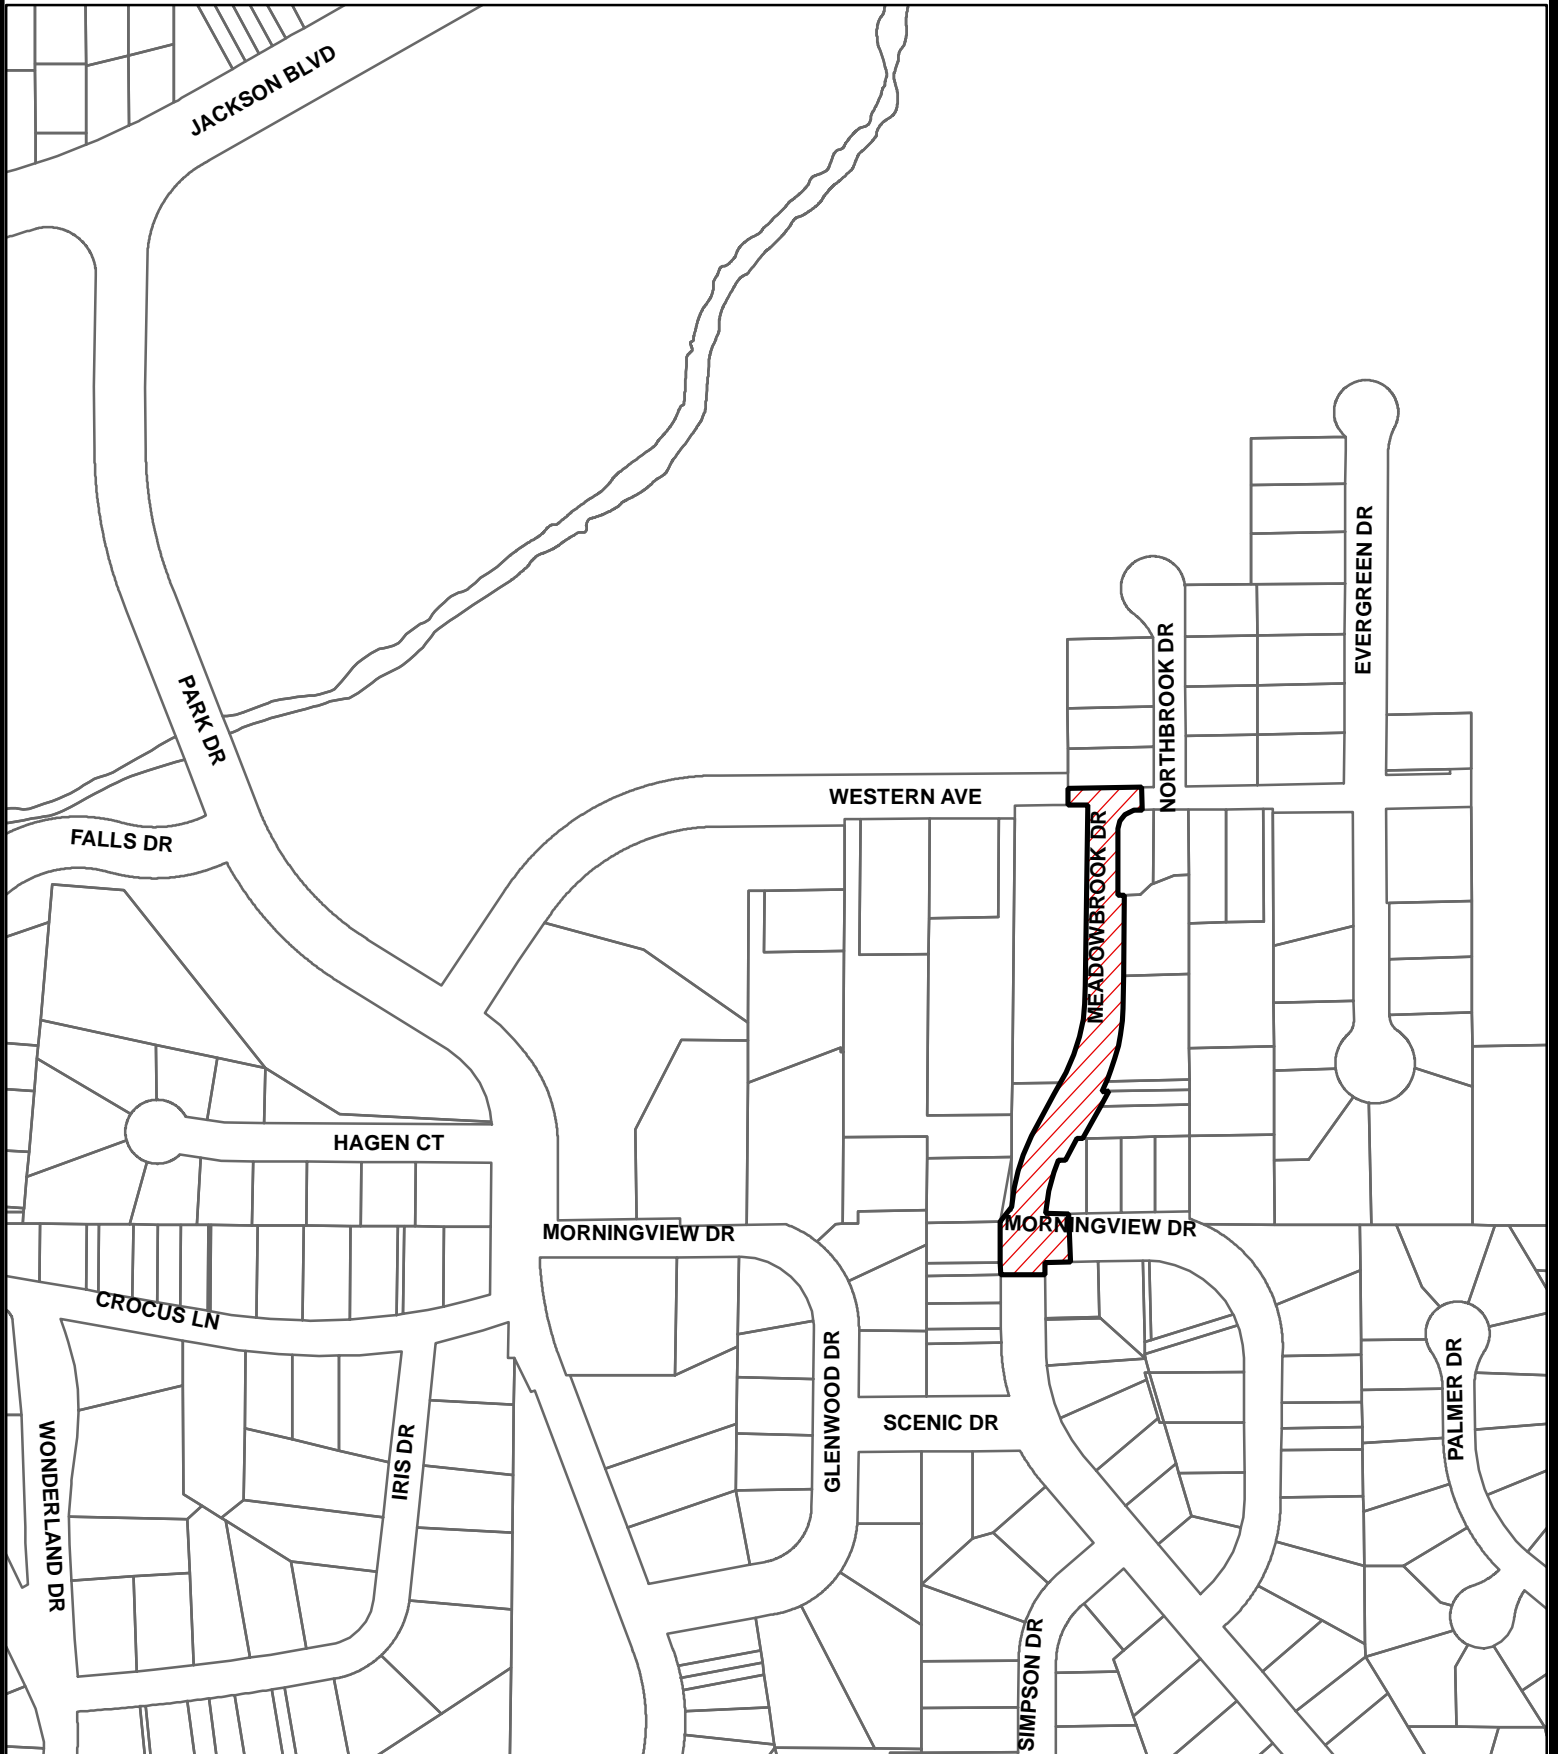 JACKSON BLVD
EVERGREEN DR
NORTHBROOK DR
PARK DR
WESTERN AVE
FALLS DR
MEADOWBROOK DR
HAGEN CT
MORNINGVIEW DR
MORNINGVIEW DR
CROCUS LN
GLENWOOD DR
PALMER DR
SCENIC DR
IRIS DR
WONDERLAND DR
SIMPSON DR